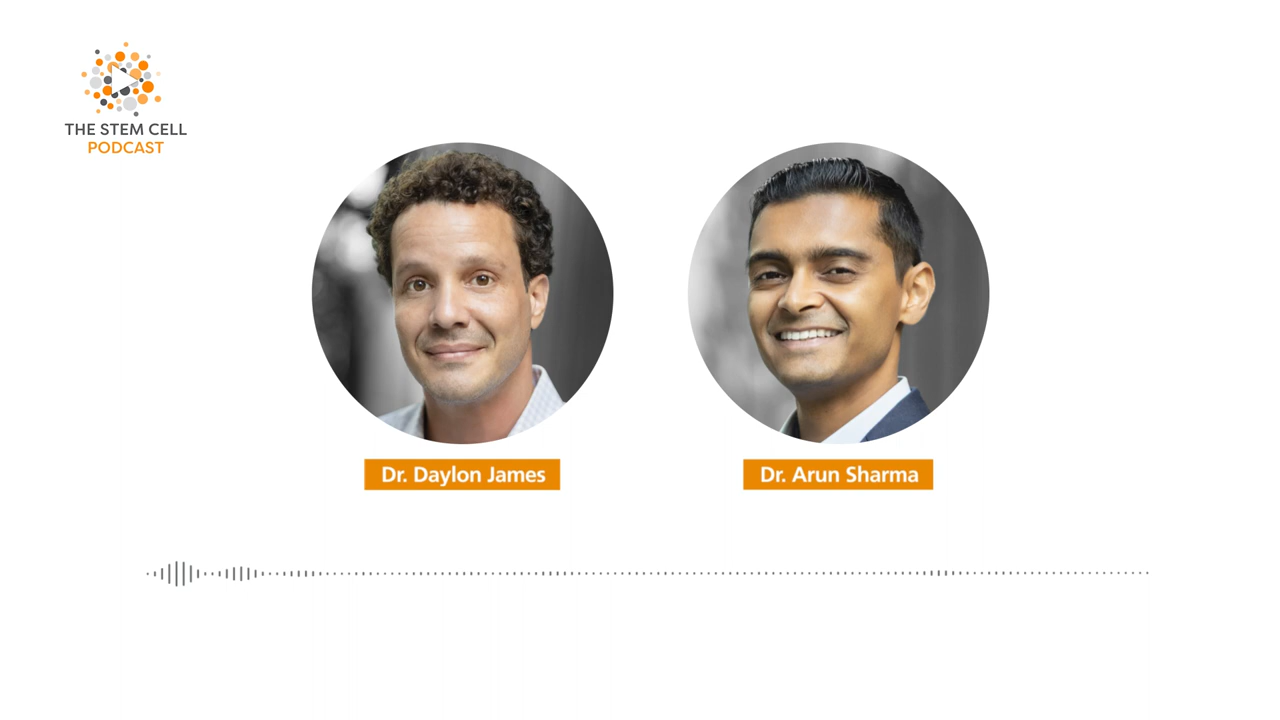 THE STEM CELL
PODCAST
Dr. Daylon James
Dr. Arun Sharma